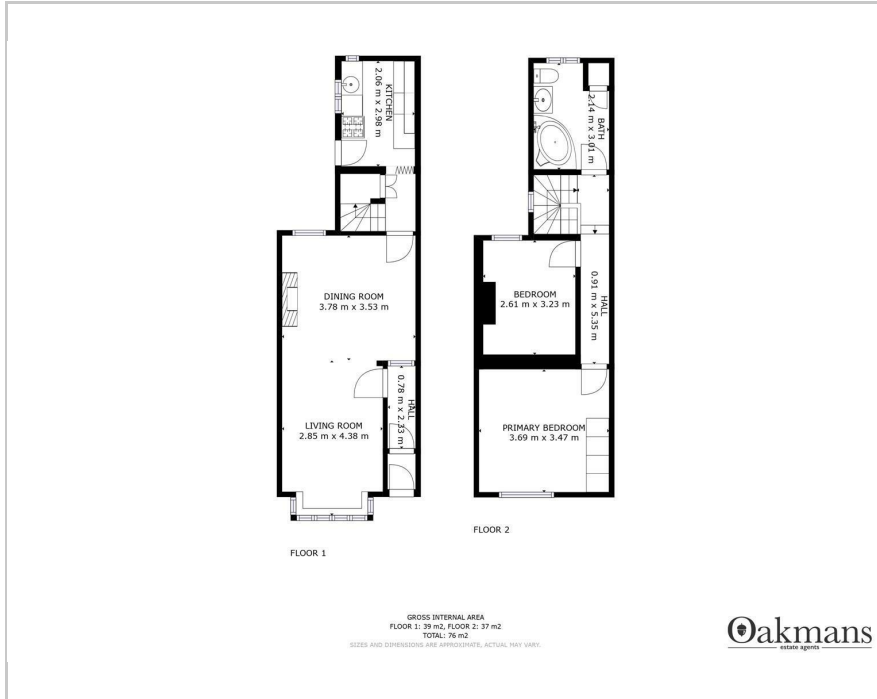 KITCHEN
2.06 m x 2.98 m
DINING ROOM
3.78 m x 3.53 m
HALL
0.78 m x 2.33 m
LIVING ROOM
2.85 m x 4.38 m
FLOOR 1
BATH
2.14 m x 3.01 m
BEDROOM
2.61 m x 3.23 m
HALL
0.91 m x 5.35 m
PRIMARY BEDROOM
3.69 m x 3.47 m
FLOOR 2
GROSS INTERNAL AREA
FLOOR 1: 39 m2, FLOOR 2: 37 m2
TOTAL: 76 m2
SIZES AND DIMENSIONS ARE APPROXIMATE, ACTUAL MAY VARY.
Oakmans
estate agents